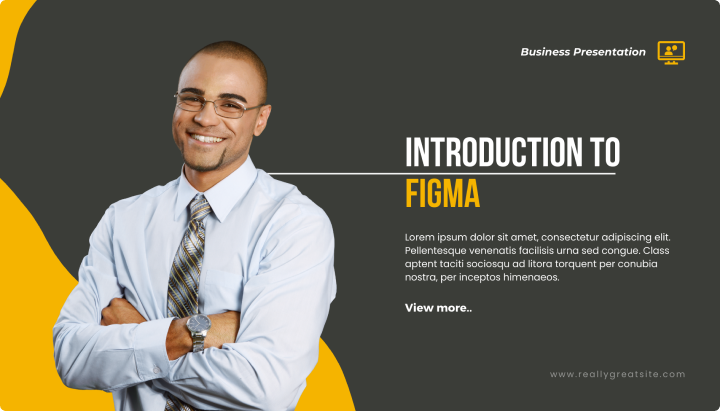 Business Presentation
INTRODUCTION TO
FIGMA
Lorem ipsum dolor sit amet, consectetur adipiscing elit.
Pellentesque venenatis facilisis urna sed congue. Class
aptent taciti sociosqu ad litora torquent per conubia
nostra, per inceptos himenaeos.
View more..
www.reallygreatsite.com